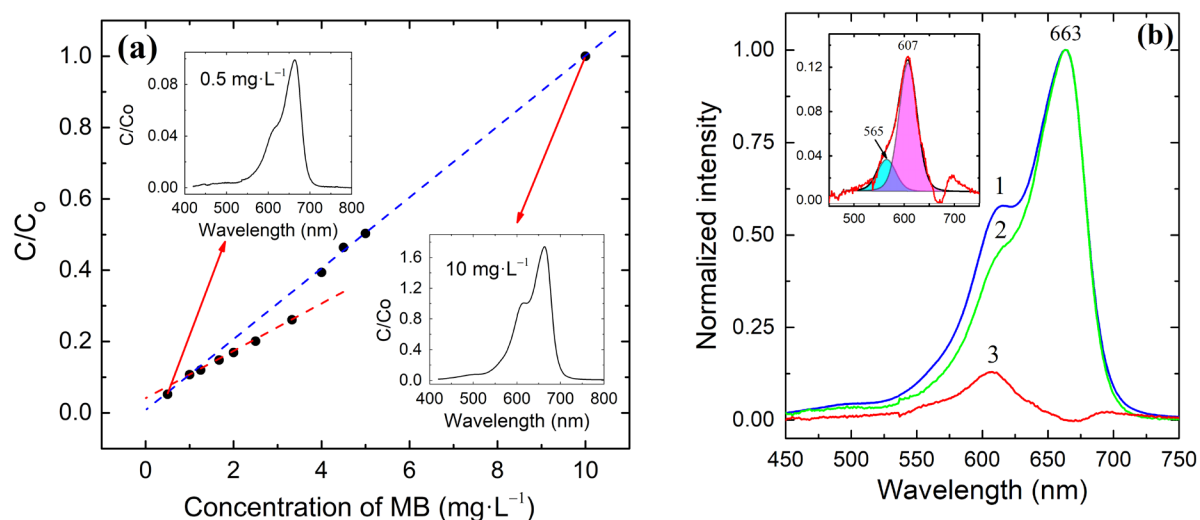 (a)
C/C₀
1.0
0.8
0.6
0.4
0.2
0.0
0 2 4 6 8 10
Concentration of MB (mg·L⁻¹)
0.5 mg·L⁻¹
C/Co
0.08
0.04
0.00
400 500 600 700 800
Wavelength (nm)
10 mg·L⁻¹
C/Co
1.6
1.2
0.8
0.4
0.0
400 500 600 700 800
Wavelength (nm)
(b)
663
Normalized intensity
1.00
0.75
0.50
0.25
0.00
450 500 550 600 650 700 750
Wavelength (nm)
1
2
3
607
565
0.12
0.08
0.04
0.00
500 600 700